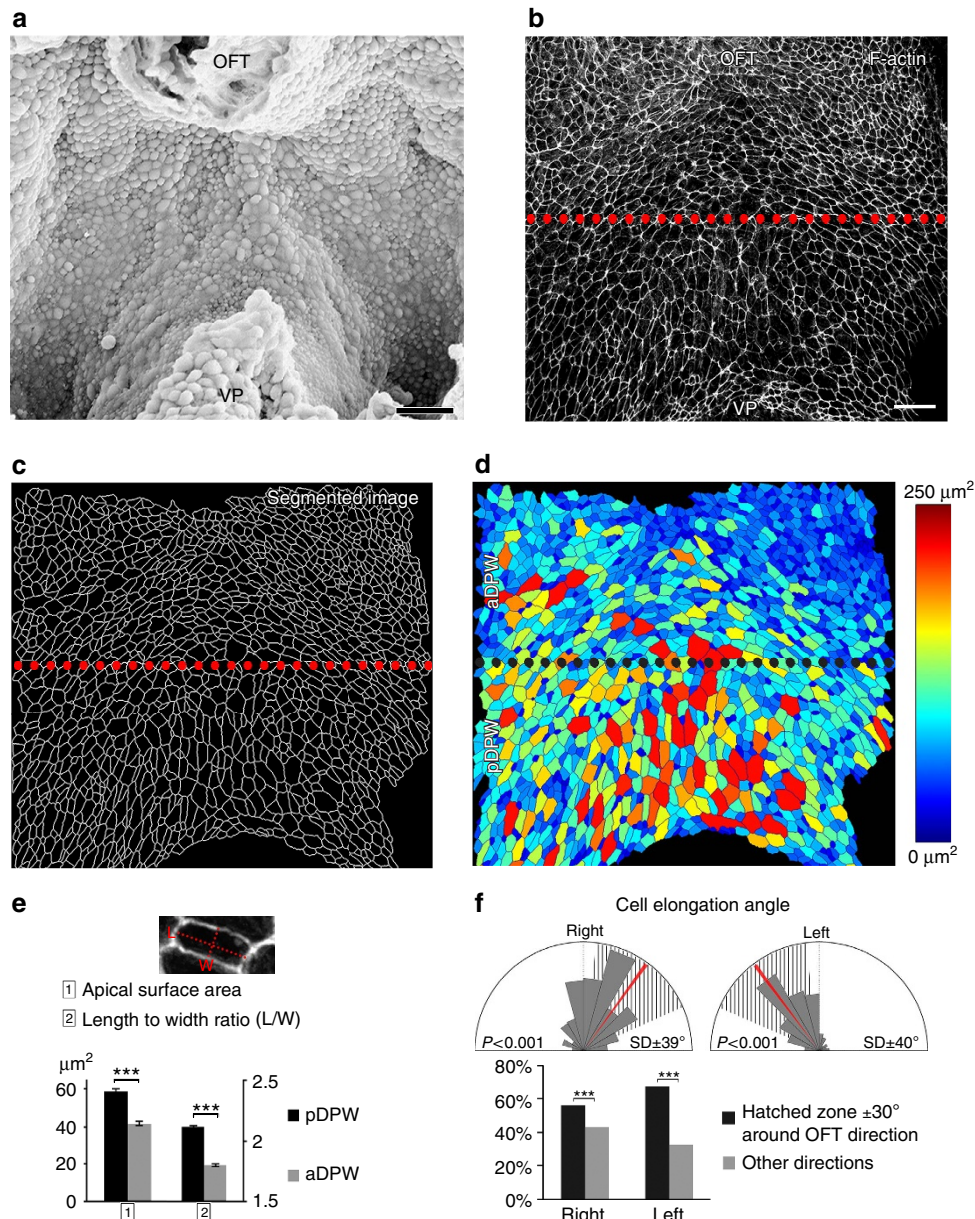 a
OFT
VP
b
OFT
F-actin
VP
c
Segmented image
d
aDPW
pDPW
250 μm²
0 μm²
e
L
W
1 Apical surface area
2 Length to width ratio (L/W)
μm²
60
40
20
0
***
***
2.5
2
1.5
1
2
pDPW
aDPW
f
Cell elongation angle
Right
Left
P<0.001
SD±39°
P<0.001
SD±40°
80%
60%
40%
20%
0%
***
***
Right
Left
Hatched zone ±30°
around OFT direction
Other directions